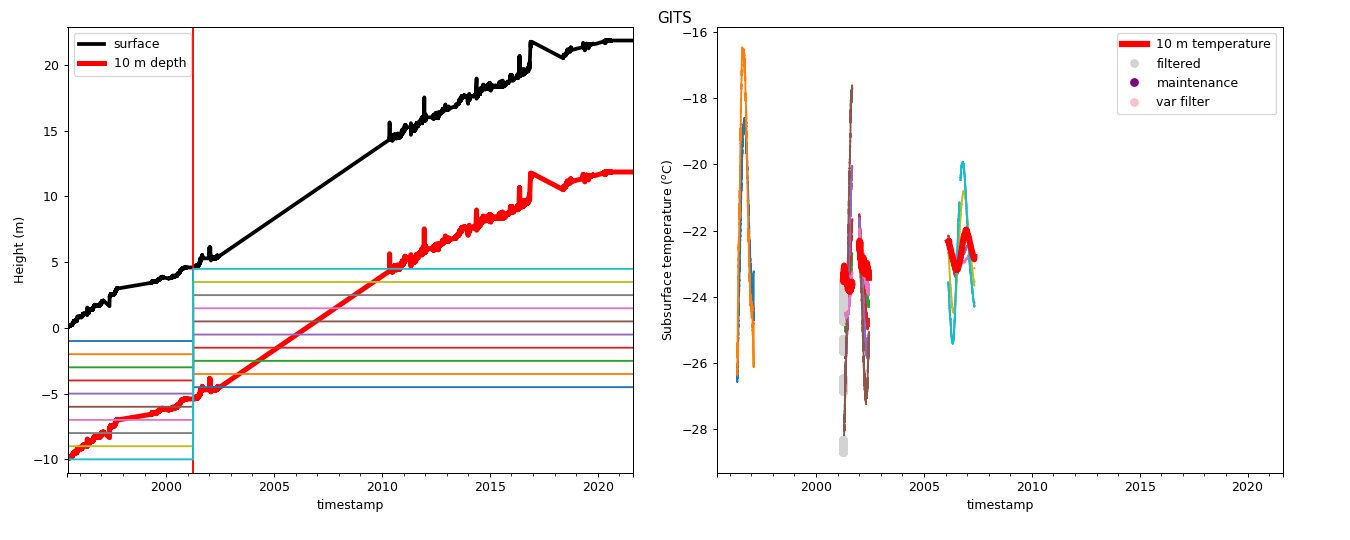 GITS
surface
10 m depth
Height (m)
20
15
10
5
0
−5
−10
2000
2005
2010
2015
2020
timestamp
10 m temperature
filtered
maintenance
var filter
Subsurface temperature (°C)
−16
−18
−20
−22
−24
−26
−28
2000
2005
2010
2015
2020
timestamp